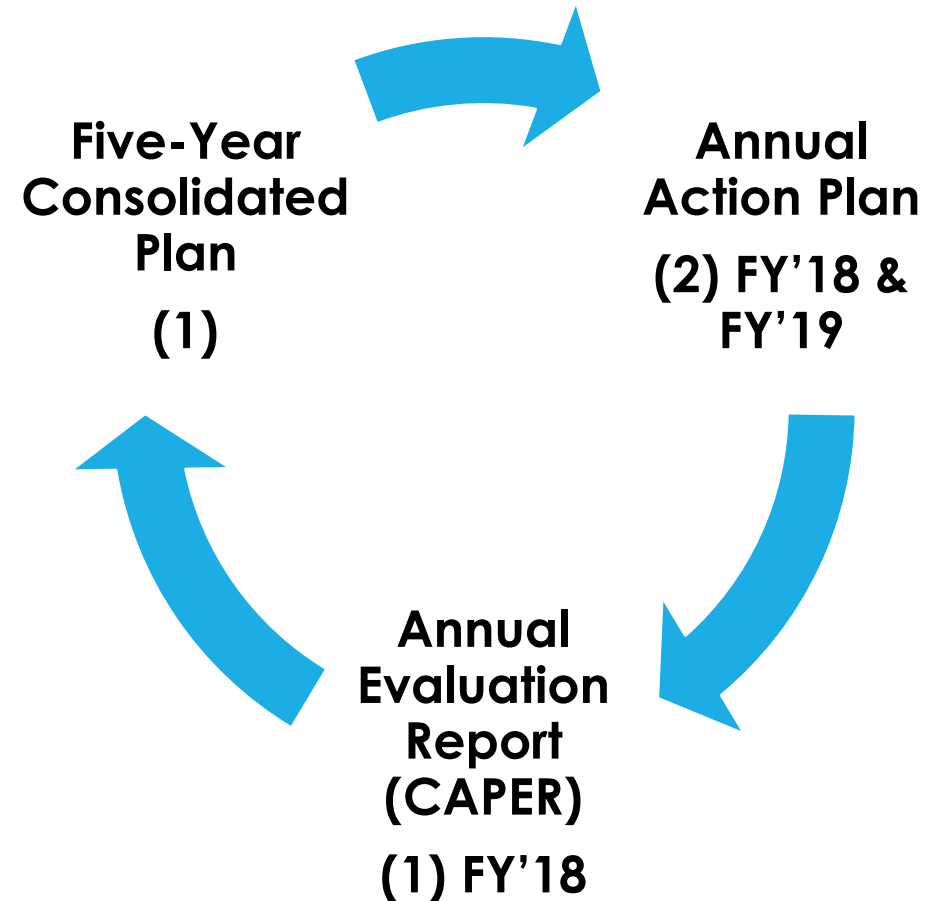 Five-Year
Consolidated
Plan
(1)
Annual
Action Plan
(2) FY’18 &
FY’19
Annual
Evaluation
Report
(CAPER)
(1) FY’18